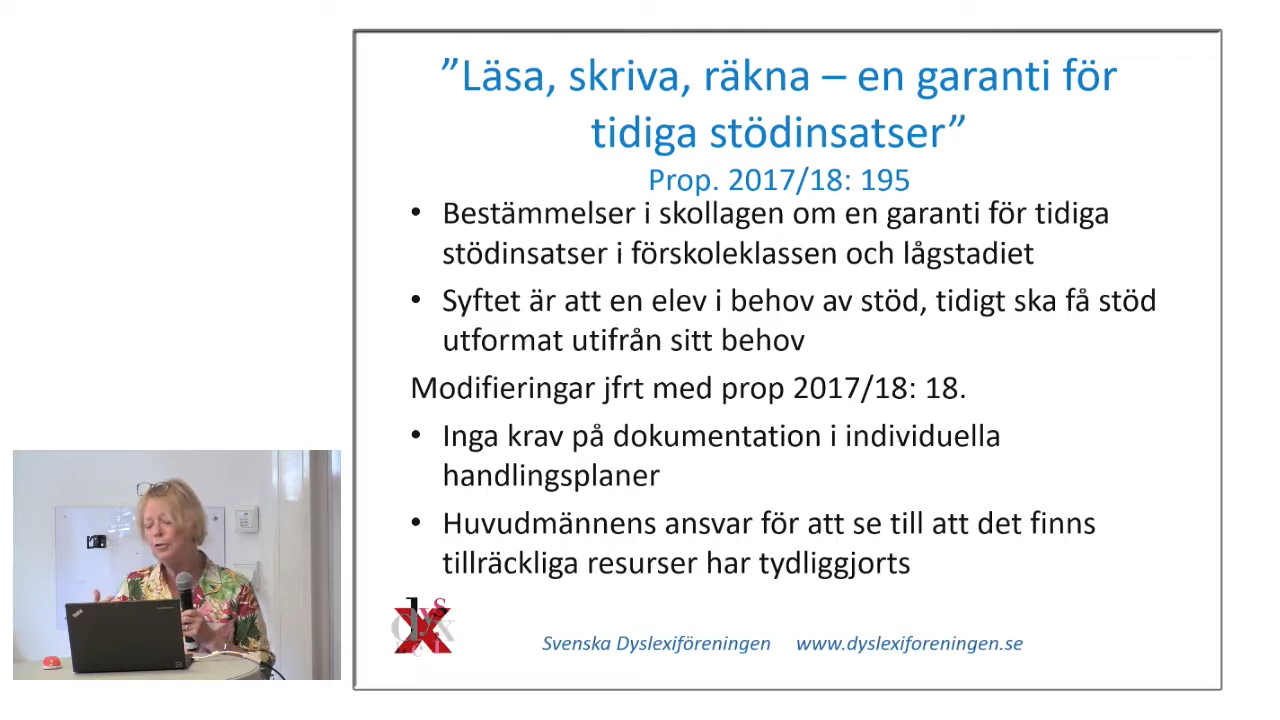 ”Läsa, skriva, räkna – en garanti för
tidiga stödinsatser”
Prop. 2017/18: 195
• Bestämmelser i skollagen om en garanti för tidiga
stödinsatser i förskoleklassen och lågstadiet
• Syftet är att en elev i behov av stöd, tidigt ska få stöd
utformat utifrån sitt behov
Modifieringar jfrt med prop 2017/18: 18.
• Inga krav på dokumentation i individuella
handlingsplaner
• Huvudmännens ansvar för att se till att det finns
tillräckliga resurser har tydliggjorts
Svenska Dyslexiföreningen www.dyslexiforeningen.se